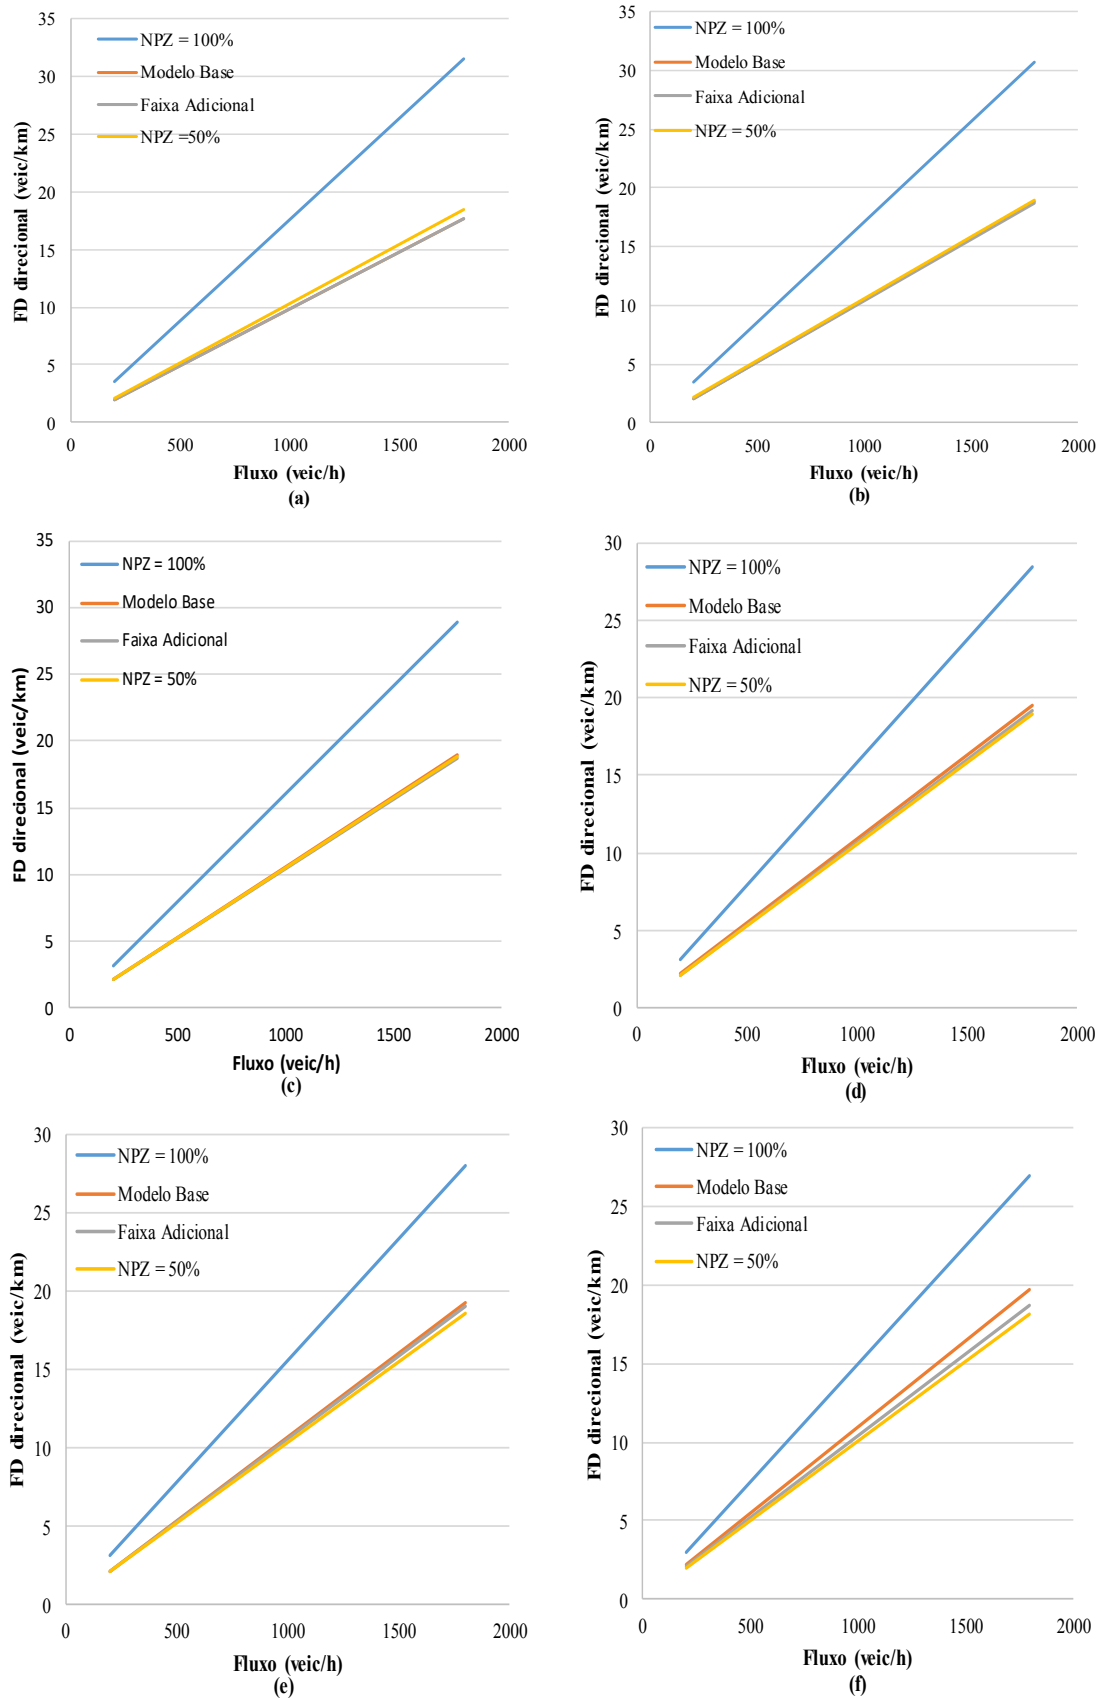 35
30
25
20
15
10
5
0
FD direcional (veic/km)
NPZ = 100%
Modelo Base
Faixa Adicional
NPZ =50%
0 500 1000 1500 2000
Fluxo (veic/h)
(a)
35
30
25
20
15
10
5
0
FD direcional (veic/km)
NPZ = 100%
Modelo Base
Faixa Adicional
NPZ = 50%
0 500 1000 1500 2000
Fluxo (veic/h)
(b)
35
30
25
20
15
10
5
0
FD direcional (veic/km)
NPZ = 100%
Modelo Base
Faixa Adicional
NPZ = 50%
0 500 1000 1500 2000
Fluxo (veic/h)
(c)
30
25
20
15
10
5
0
FD direcional (veic/km)
NPZ = 100%
Modelo Base
Faixa Adicional
NPZ = 50%
0 500 1000 1500 2000
Fluxo (veic/h)
(d)
30
25
20
15
10
5
0
FD direcional (veic/km)
NPZ = 100%
Modelo Base
Faixa Adicional
NPZ = 50%
0 500 1000 1500 2000
Fluxo (veic/h)
(e)
30
25
20
15
10
5
0
FD direcional (veic/km)
NPZ = 100%
Modelo Base
Faixa Adicional
NPZ = 50%
0 500 1000 1500 2000
Fluxo (veic/h)
(f)